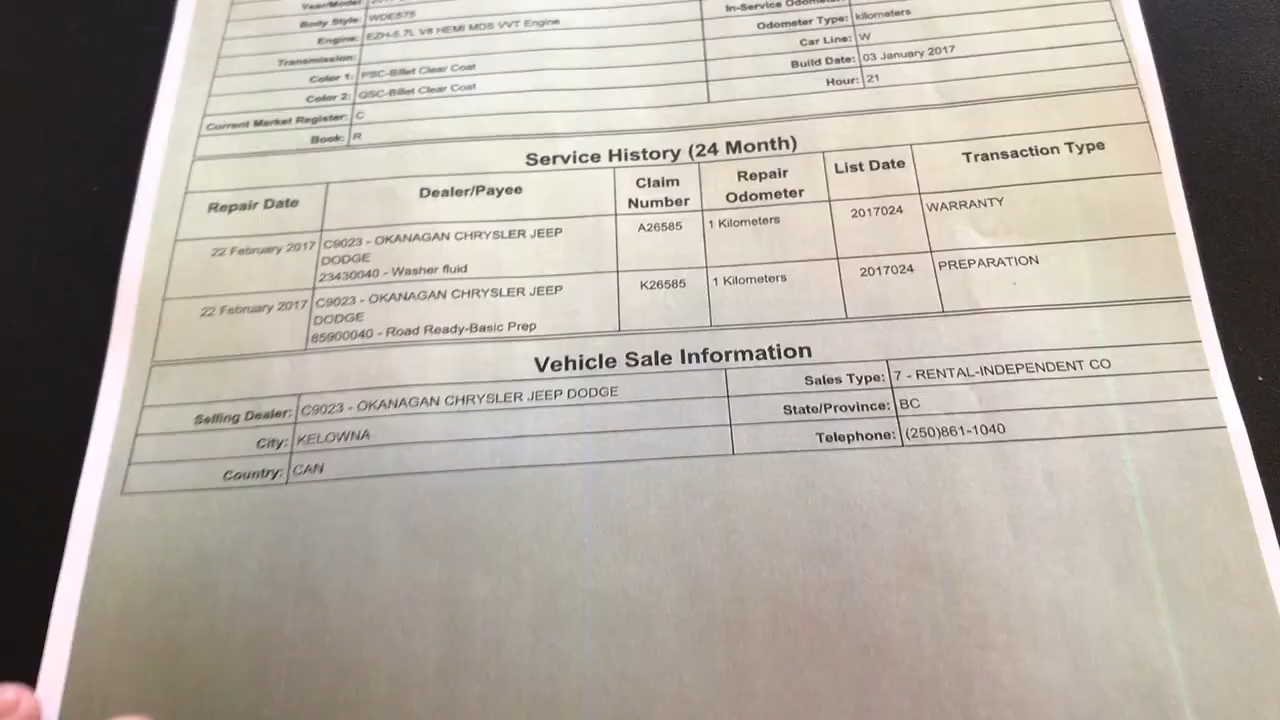 Year/Model:
Body Style: WDES75
Engine: EZH-5.7L V8 HEMI MDS VVT Engine
Transmission:
Color 1: PSC-Billet Clear Coat
Color 2: QSC-Billet Clear Coat
Current Market Register: C
Book: R
In-Service Odometer
Odometer Type: kilometers
Car Line: W
Build Date: 03 January 2017
Hour: 21
Service History (24 Month)
Repair Date Dealer/Payee Claim Number Repair Odometer List Date Transaction Type
22 February 2017 C9023 - OKANAGAN CHRYSLER JEEP A26585 1 Kilometers 2017024 WARRANTY
DODGE
23430040 - Washer fluid
22 February 2017 C9023 - OKANAGAN CHRYSLER JEEP K26585 1 Kilometers 2017024 PREPARATION
DODGE
85900040 - Road Ready-Basic Prep
Vehicle Sale Information
Selling Dealer: C9023 - OKANAGAN CHRYSLER JEEP DODGE
City: KELOWNA
Country: CAN
Sales Type: 7 - RENTAL-INDEPENDENT CO
State/Province: BC
Telephone: (250)861-1040